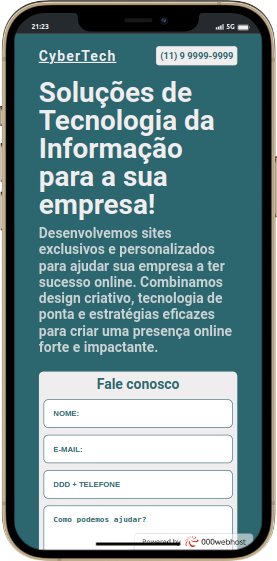 21:23
5G
CyberTech
(11) 9 9999-9999
Soluções de
Tecnologia da
Informação
para a sua
empresa!
Desenvolvemos sites
exclusivos e personalizados
para ajudar sua empresa a ter
sucesso online. Combinamos
design criativo, tecnologia de
ponta e estratégias eficazes
para criar uma presença online
forte e impactante.
Fale conosco
NOME:
E-MAIL:
DDD + TELEFONE
Como podemos ajudar?
Powered by 000webhost